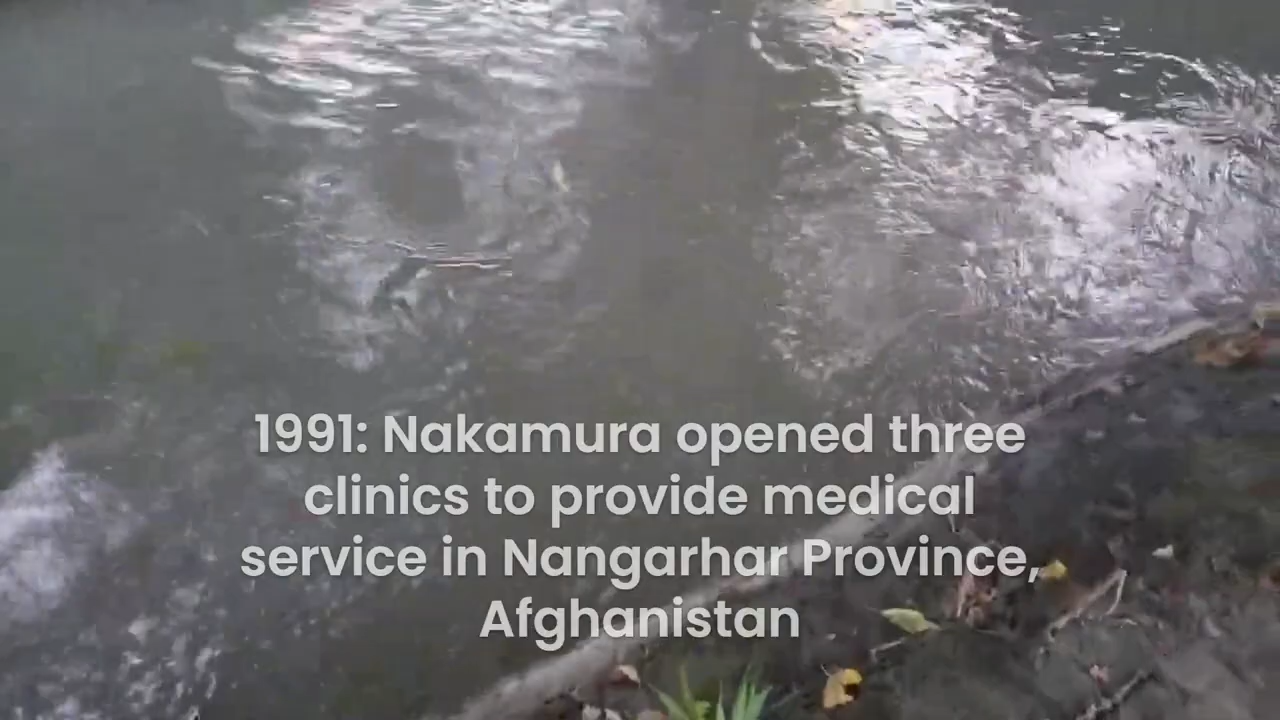 1991: Nakamura opened three
clinics to provide medical
service in Nangarhar Province,
Afghanistan